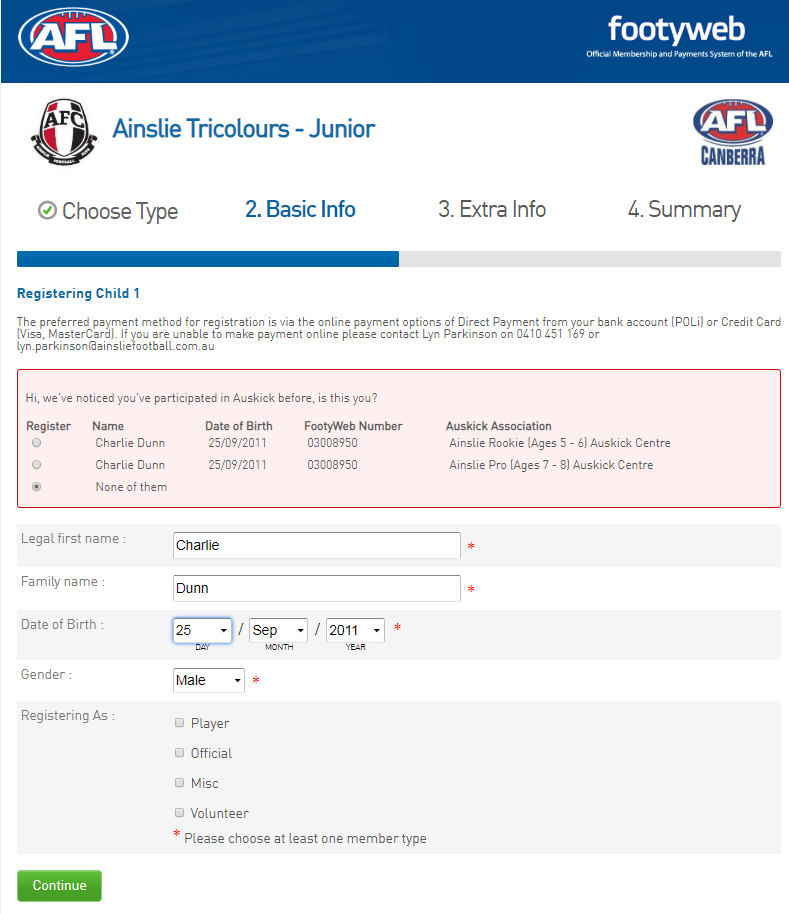 AFL
footyweb
Official Membership and Payments System of the AFL
AFC
FOOTBALL
Ainslie Tricolours - Junior
AFL
CANBERRA
Choose Type
2. Basic Info
3. Extra Info
4. Summary
Registering Child 1
The preferred payment method for registration is via the online payment options of Direct Payment from your bank account (POLi) or Credit Card
(Visa, MasterCard). If you are unable to make payment online please contact Lyn Parkinson on 0410 451 169 or
lyn.parkinson@ainsliefootball.com.au
Hi, we've noticed you've participated in Auskick before, is this you?
Register Name Date of Birth FootyWeb Number Auskick Association
Charlie Dunn 25/09/2011 03008950 Ainslie Rookie (Ages 5 - 6) Auskick Centre
Charlie Dunn 25/09/2011 03008950 Ainslie Pro (Ages 7 - 8) Auskick Centre
None of them
Legal first name : Charlie *
Family name : Dunn *
Date of Birth : 25 / Sep / 2011 *
DAY MONTH YEAR
Gender : Male *
Registering As : Player
Official
Misc
Volunteer
* Please choose at least one member type
Continue